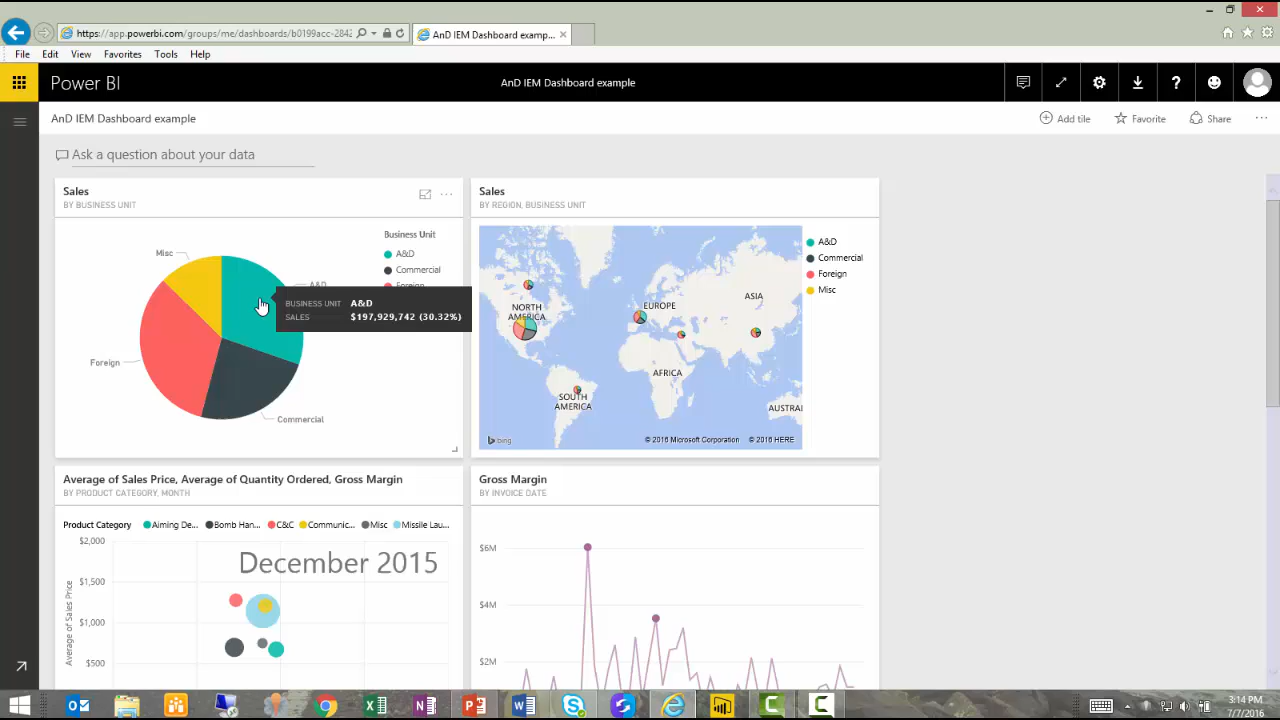 https://app.powerbi.com/groups/me/dashboards/b0199acc-2842
AnD IEM Dashboard examp...
File Edit View Favorites Tools Help
Power BI
AnD IEM Dashboard example
AnD IEM Dashboard example
Add tile
Favorite
Share
Ask a question about your data
Sales
BY BUSINESS UNIT
Business Unit
A&D
Commercial
Misc
A&D
Foreign
Commercial
BUSINESS UNIT A&D
SALES $197,929,742 (30.32%)
Sales
BY REGION, BUSINESS UNIT
NORTH
AMERICA
EUROPE
ASIA
AFRICA
SOUTH
AMERICA
AUSTRAI
bing
© 2016 Microsoft Corporation © 2016 HERE
A&D
Commercial
Foreign
Misc
Average of Sales Price, Average of Quantity Ordered, Gross Margin
BY PRODUCT CATEGORY, MONTH
Product Category Aiming De... Bomb Han... C&C Communic... Misc Missile Lau...
December 2015
Average of Sales Price
$2,000
$1,500
$1,000
$500
Gross Margin
BY INVOICE DATE
$6M
$4M
$2M
3:14 PM
7/7/2016